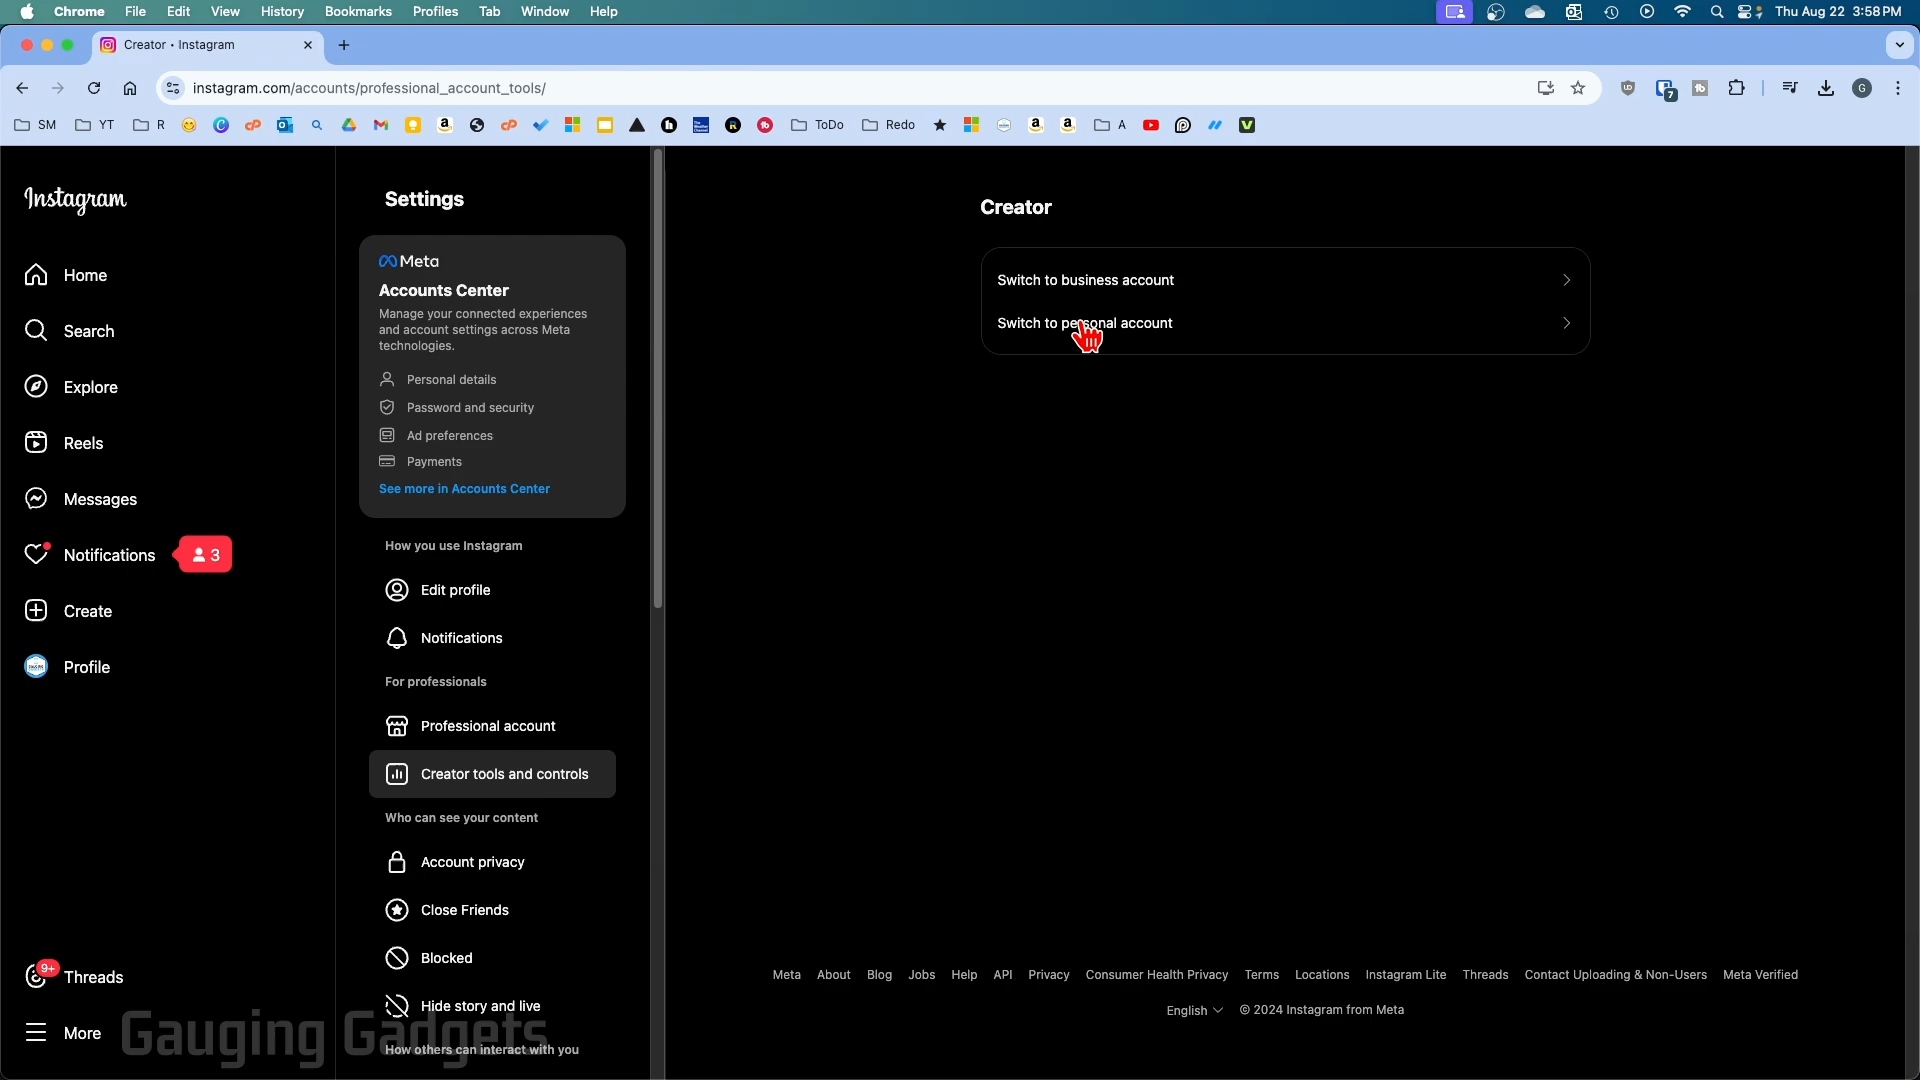 Chrome File Edit View History Bookmarks Profiles Tab Window Help Thu Aug 22 3:58 PM
Creator • Instagram
instagram.com/accounts/professional_account_tools/
7
G
SM YT R ToDo Redo A
Instagram
Home
Search
Explore
Reels
Messages
Notifications 3
Create
Profile
9+ Threads
More
Settings
Meta
Accounts Center
Manage your connected experiences
and account settings across Meta
technologies.
Personal details
Password and security
Ad preferences
Payments
See more in Accounts Center
How you use Instagram
Edit profile
Notifications
For professionals
Professional account
Creator tools and controls
Who can see your content
Account privacy
Close Friends
Blocked
Hide story and live
How others can interact with you
Creator
Switch to business account
Switch to personal account
Meta About Blog Jobs Help API Privacy Consumer Health Privacy Terms Locations Instagram Lite Threads Contact Uploading & Non-Users Meta Verified
English © 2024 Instagram from Meta
Gauging Gadgets